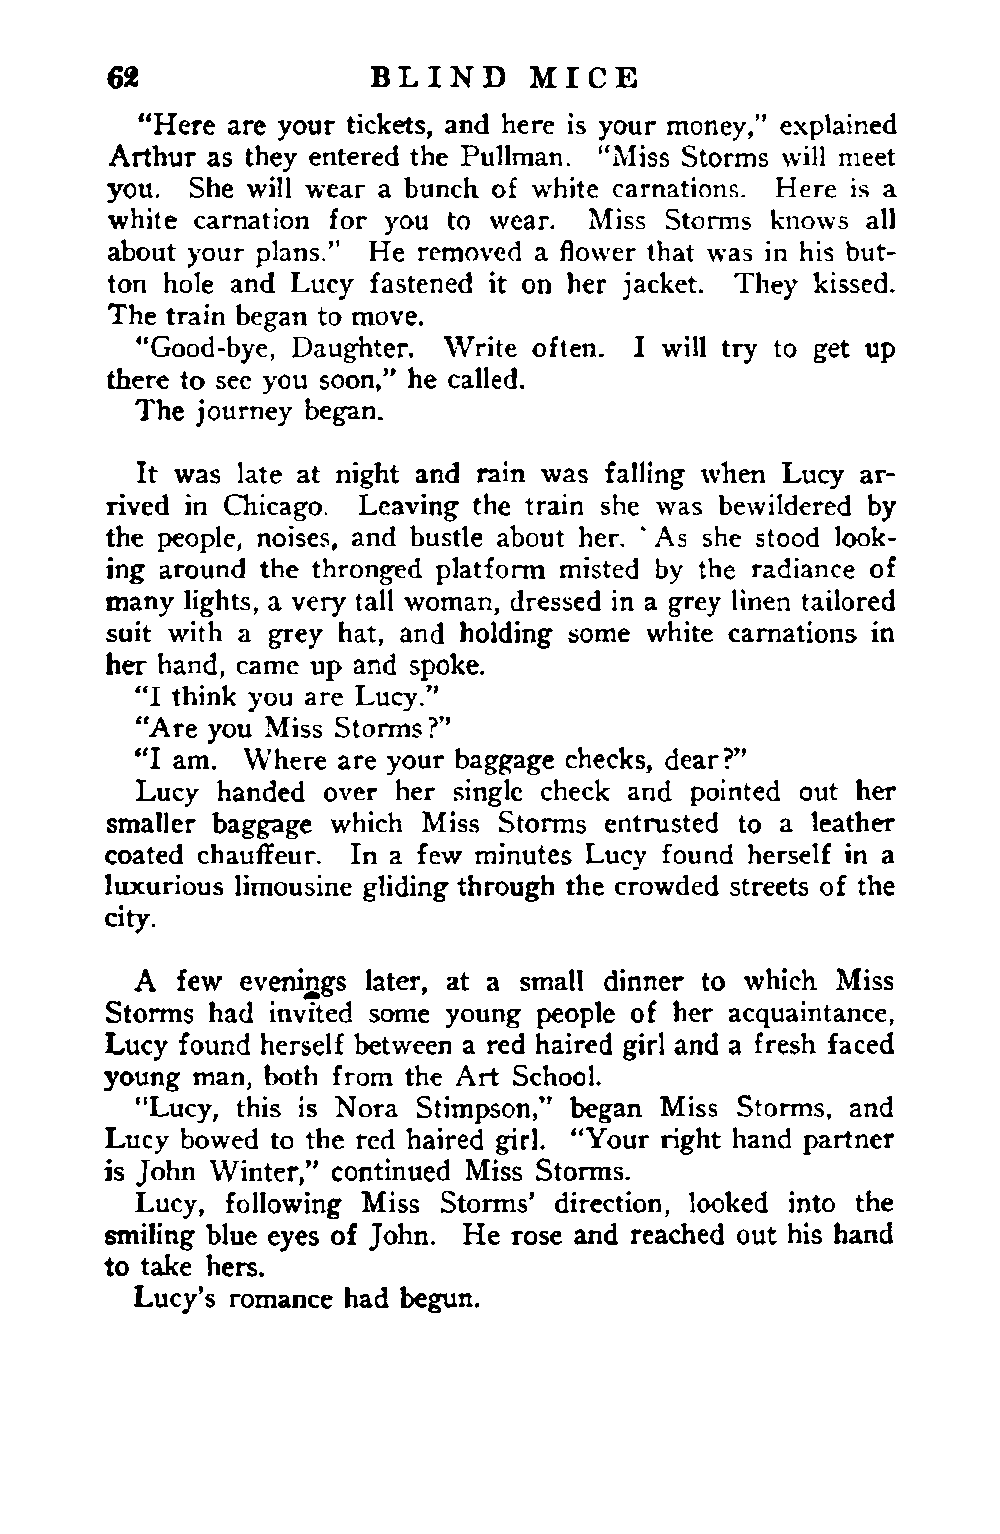 62 BLIND MICE
"Here are your tickets, and here is your money," explained
Arthur as they entered the Pullman. "Miss Storms will meet
you. She will wear a bunch of white carnations. Here is a
white carnation for you to wear. Miss Storms knows all
about your plans." He removed a flower that was in his but-
ton hole and Lucy fastened it on her jacket. They kissed.
The train began to move.
"Good-bye, Daughter. Write often. I will try to get up
there to see you soon," he called.
The journey began.
It was late at night and rain was falling when Lucy ar-
rived in Chicago. Leaving the train she was bewildered by
the people, noises, and bustle about her. As she stood look-
ing around the thronged platform misted by the radiance of
many lights, a very tall woman, dressed in a grey linen tailored
suit with a grey hat, and holding some white carnations in
her hand, came up and spoke.
"I think you are Lucy."
"Are you Miss Storms?"
"I am. Where are your baggage checks, dear?"
Lucy handed over her single check and pointed out her
smaller baggage which Miss Storms entrusted to a leather
coated chauffeur. In a few minutes Lucy found herself in a
luxurious limousine gliding through the crowded streets of the
city.
A few evenings later, at a small dinner to which Miss
Storms had invited some young people of her acquaintance,
Lucy found herself between a red haired girl and a fresh faced
young man, both from the Art School.
"Lucy, this is Nora Stimpson," began Miss Storms, and
Lucy bowed to the red haired girl. "Your right hand partner
is John Winter," continued Miss Storms.
Lucy, following Miss Storms' direction, looked into the
smiling blue eyes of John. He rose and reached out his hand
to take hers.
Lucy's romance had begun.